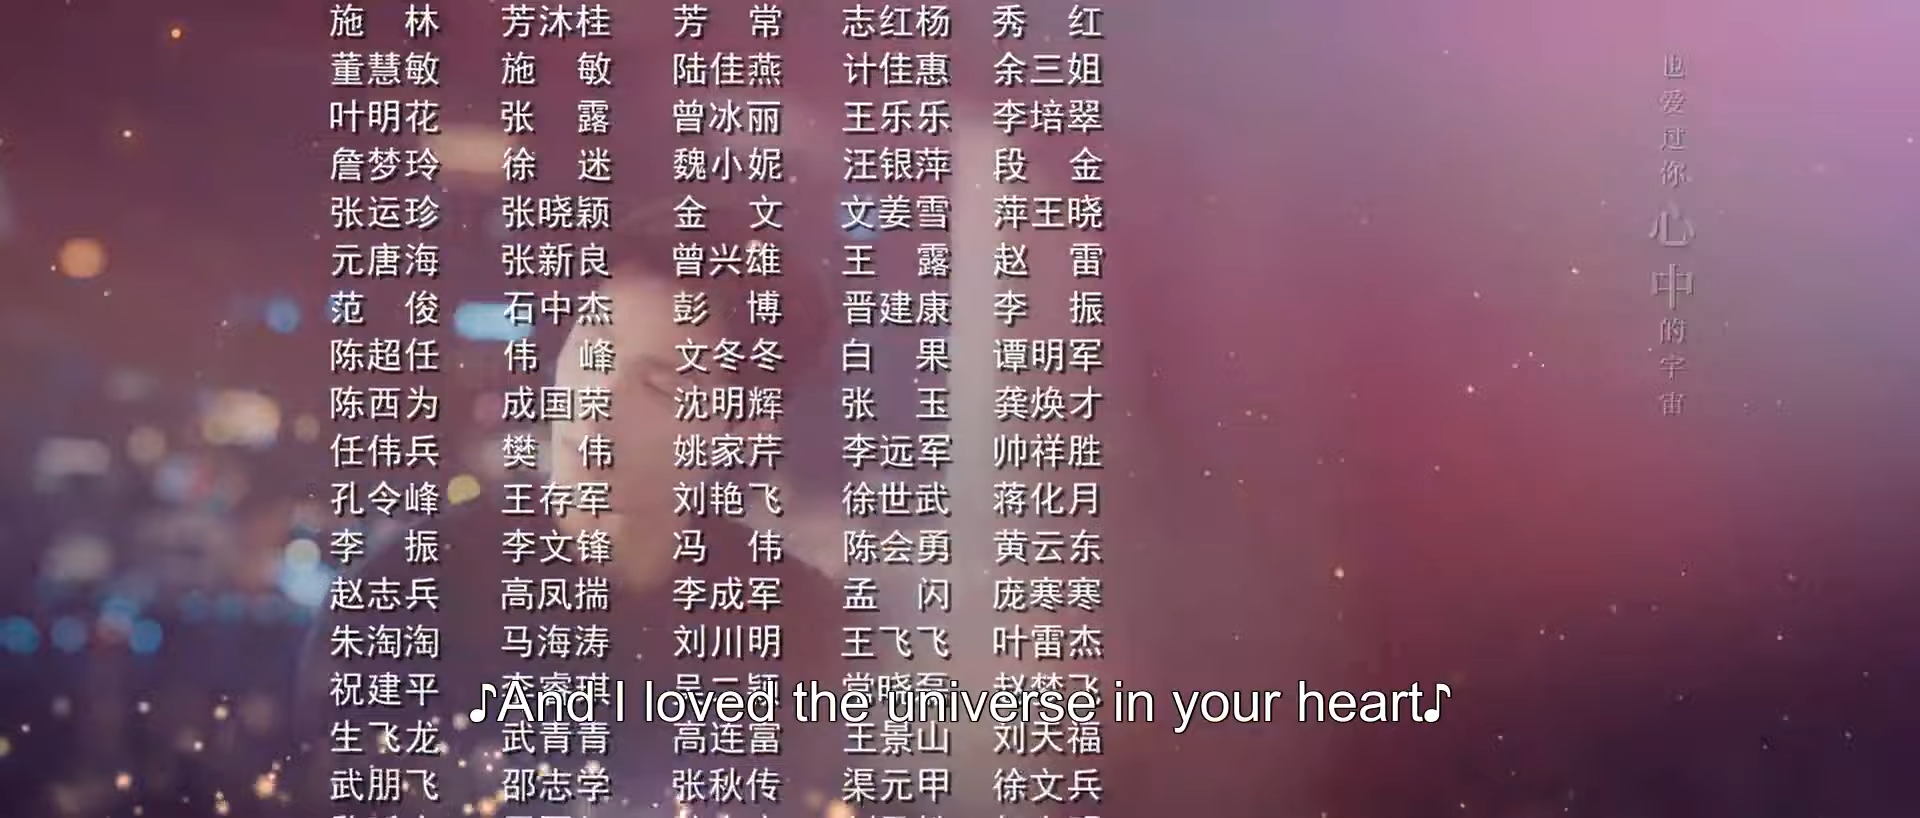 施　林　芳沐桂　芳　常　志红杨　秀　红
董慧敏　施　敏　陆佳燕　计佳惠　余三姐
叶明花　张　露　曾冰丽　王乐乐　李培翠
詹梦玲　徐　迷　魏小妮　汪银萍　段　金
张运珍　张晓颖　金　文　文姜雪　萍王晓
元唐海　张新良　曾兴雄　王　露　赵　雷
范　俊　石中杰　彭　博　晋建康　李　振
陈超任　伟　峰　文冬冬　白　果　谭明军
陈西为　成国荣　沈明辉　张　玉　龚焕才
任伟兵　樊　伟　姚家芹　李远军　帅祥胜
孔令峰　王存军　刘艳飞　徐世武　蒋化月
李　振　李文锋　冯　伟　陈会勇　黄云东
赵志兵　高凤揣　李成军　孟　闪　庞寒寒
朱淘淘　马海涛　刘川明　王飞飞　叶雷杰
祝建平　李睿琪　吴　颖　常晓磊　赵梦飞
♪And I loved the universe in your heart♪
生飞龙　武青青　高连富　王景山　刘天福
武朋飞　邵志学　张秋传　渠元甲　徐文兵
也爱过你心中的宇宙